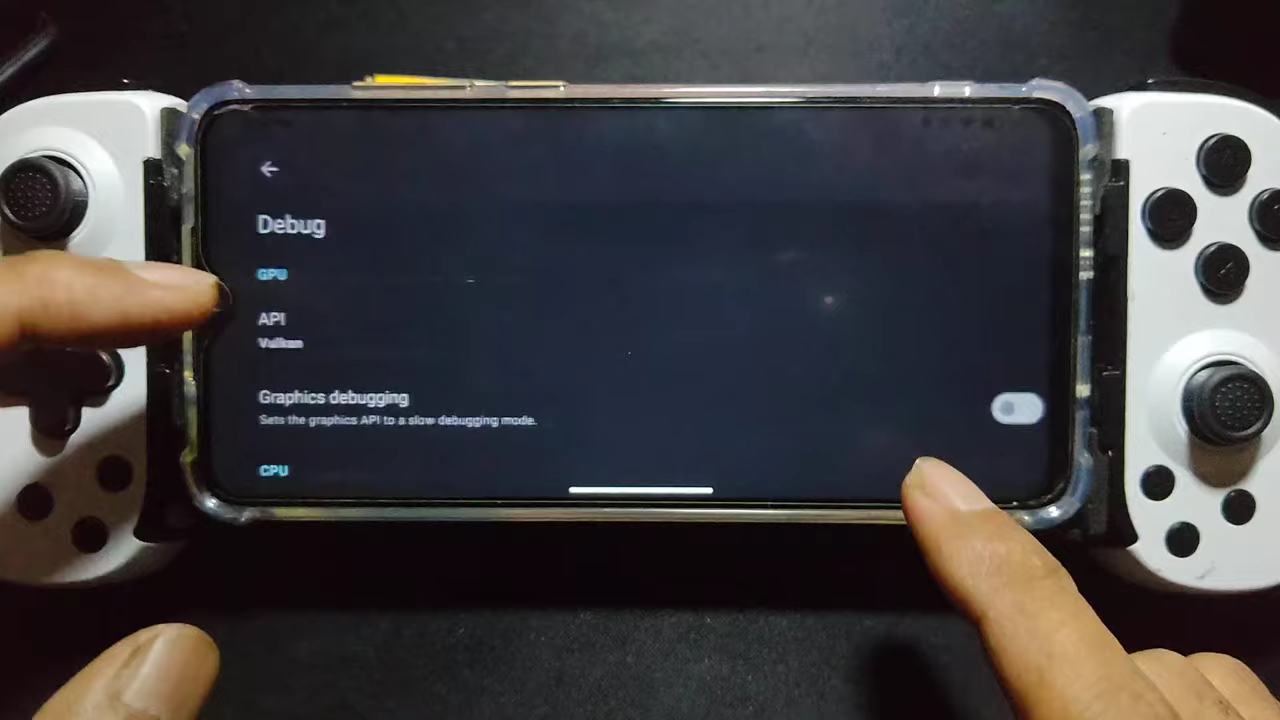 Debug
GPU
API
Vulkan
Graphics debugging
Sets the graphics API to a slow debugging mode.
CPU